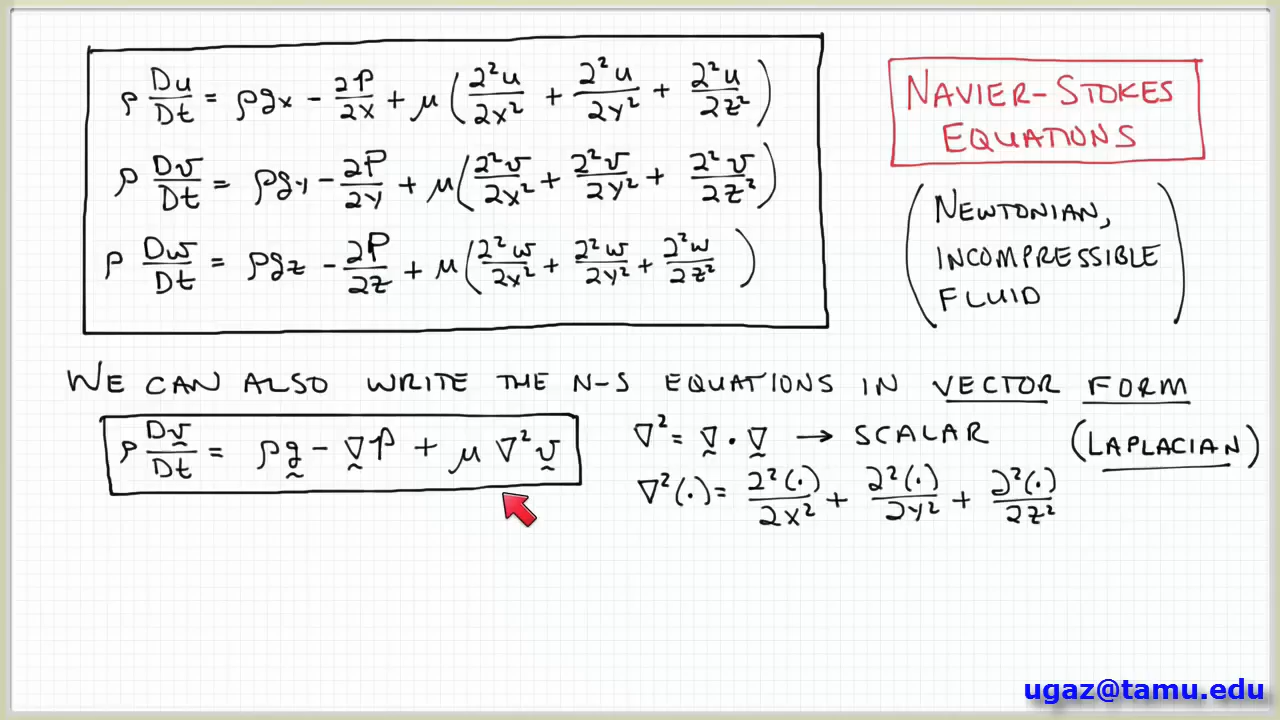 ρ Du/Dt = ρgx − ∂P/∂x + μ(∂²u/∂x² + ∂²u/∂y² + ∂²u/∂z²)
ρ Dv/Dt = ρgy − ∂P/∂y + μ(∂²v/∂x² + ∂²v/∂y² + ∂²v/∂z²)
ρ Dw/Dt = ρgz − ∂P/∂z + μ(∂²w/∂x² + ∂²w/∂y² + ∂²w/∂z²)
NAVIER-STOKES
EQUATIONS
(NEWTONIAN,
INCOMPRESSIBLE
FLUID)
WE CAN ALSO WRITE THE N-S EQUATIONS IN VECTOR FORM
ρ Dv/Dt = ρg − ∇P + μ∇²v
∇² = ∇ · ∇ → SCALAR
(LAPLACIAN)
∇²(·) = ∂²(·)/∂x² + ∂²(·)/∂y² + ∂²(·)/∂z²
ugaz@tamu.edu